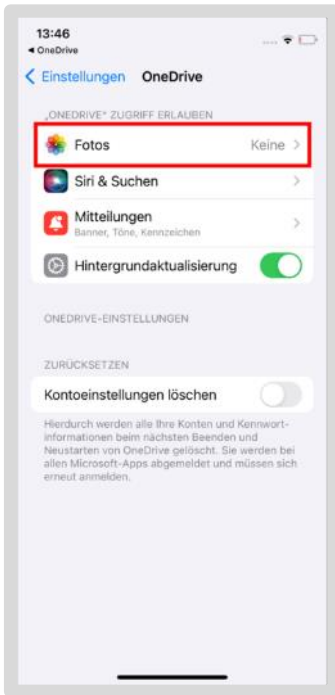 13:46
◀ OneDrive
Einstellungen OneDrive
„ONEDRIVE“ ZUGRIFF ERLAUBEN
Fotos Keine
Siri & Suchen
Mitteilungen
Banner, Töne, Kennzeichen
Hintergrundaktualisierung
ONEDRIVE-EINSTELLUNGEN
ZURÜCKSETZEN
Kontoeinstellungen löschen
Hierdurch werden alle Ihre Konten und Kennwort-
informationen beim nächsten Beenden und
Neustarten von OneDrive gelöscht. Sie werden bei
allen Microsoft-Apps abgemeldet und müssen sich
erneut anmelden.